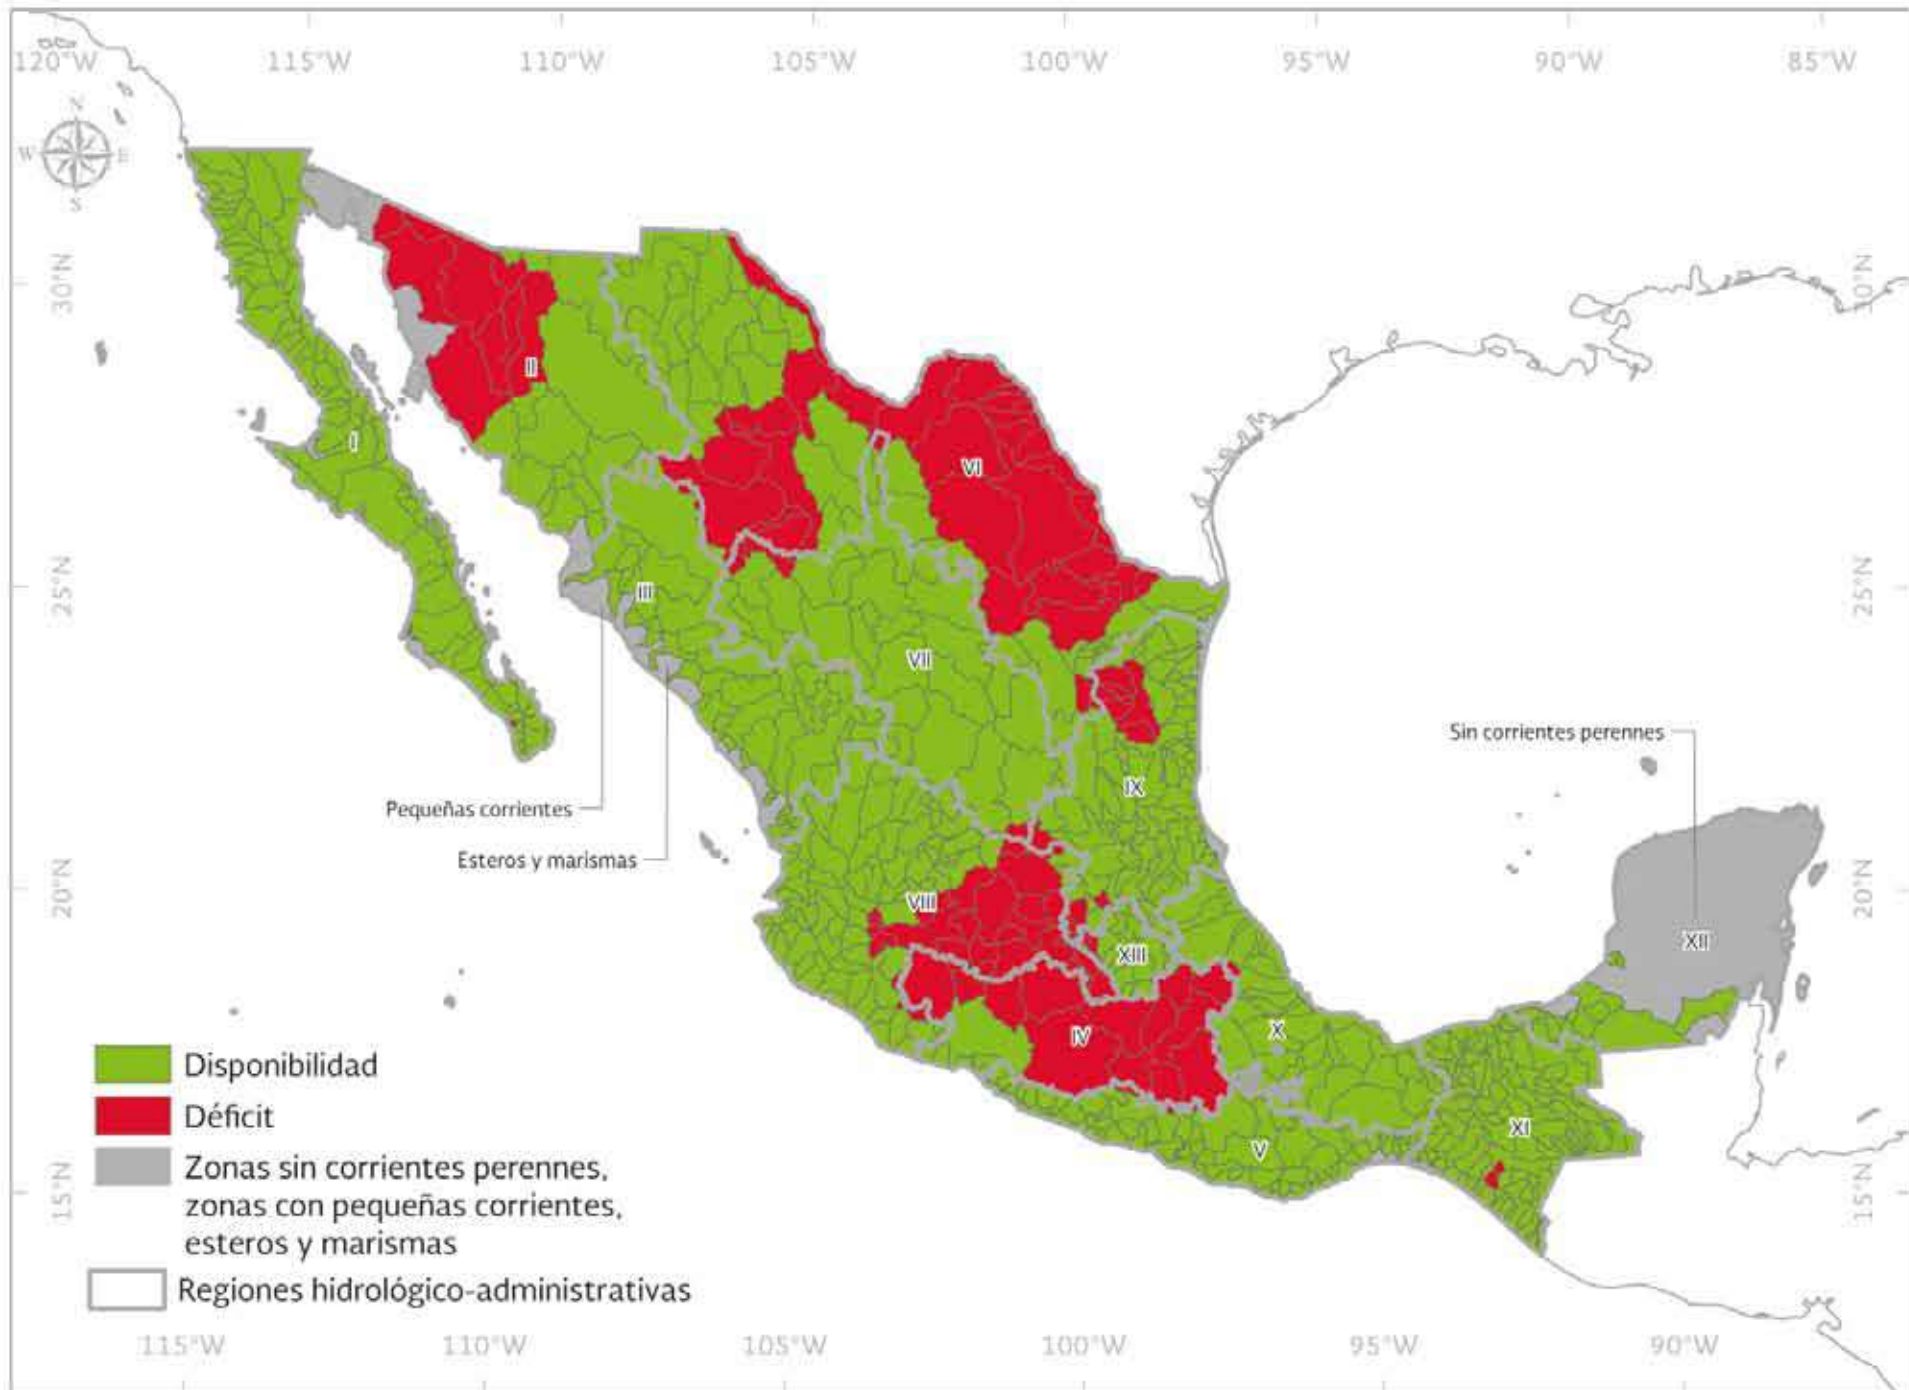 120°W 115°W 110°W 105°W 100°W 95°W 90°W 85°W
N
W E
S
30°N
30°N
II
I
VI
25°N
25°N
III
VII
Sin corrientes perennes
IX
Pequeñas corrientes
Esteros y marismas
20°N
20°N
VIII
XII
XIII
IV
X
Disponibilidad
Déficit
XI
V
Zonas sin corrientes perennes,
zonas con pequeñas corrientes,
esteros y marismas
15°N
15°N
Regiones hidrológico-administrativas
115°W 110°W 105°W 100°W 95°W 90°W